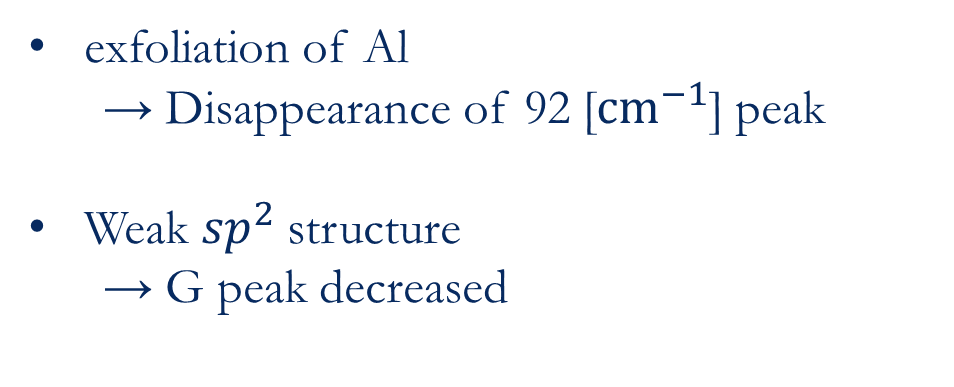 • exfoliation of Al
→ Disappearance of 92 [cm⁻¹] peak
• Weak sp² structure
→ G peak decreased